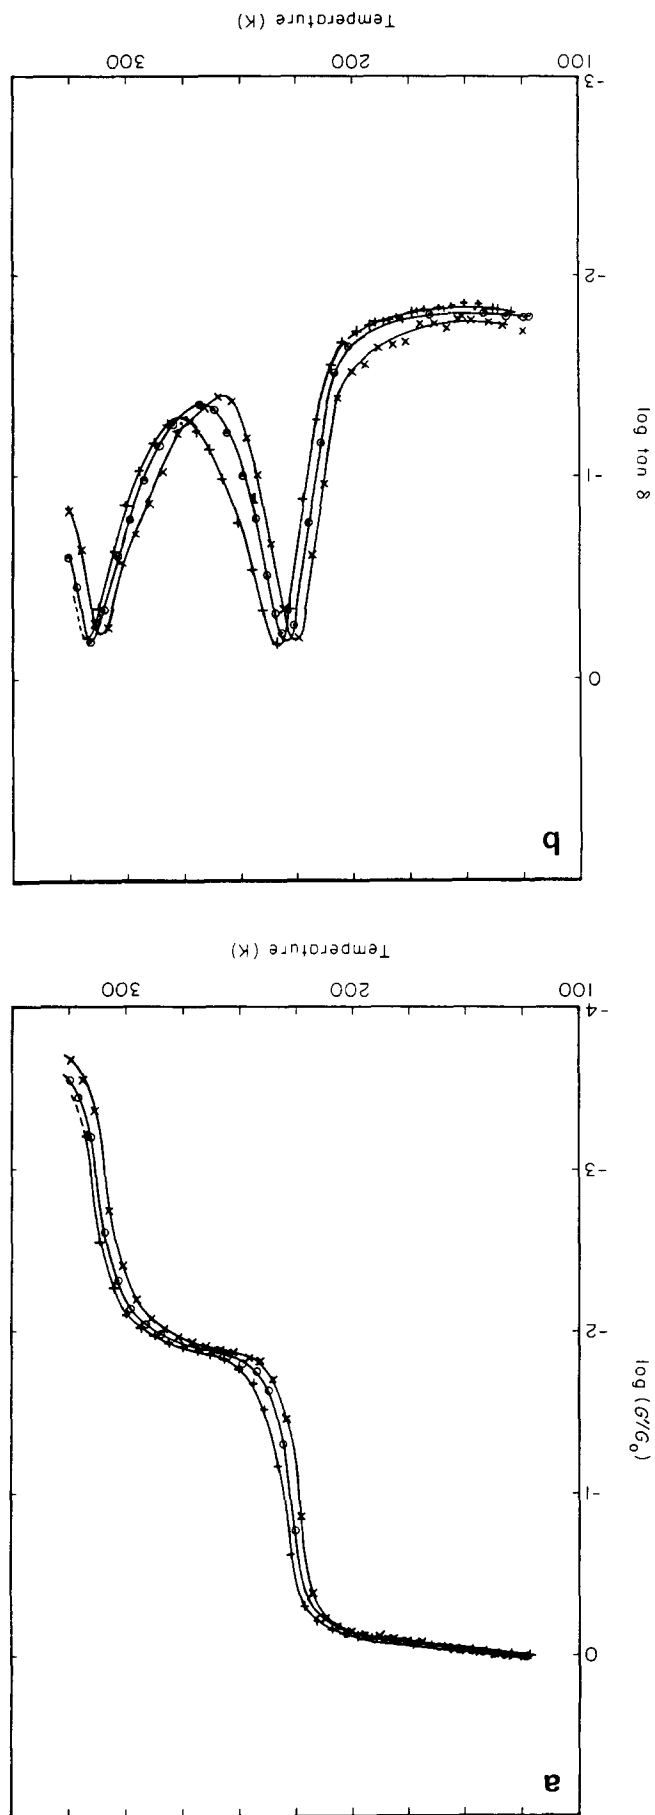 a
0
-1
log (G'/G₀)
-2
-3
-4
100 200 300
Temperature (K)
b
0
log tan δ
-1
-2
-3
100 200 300
Temperature (K)